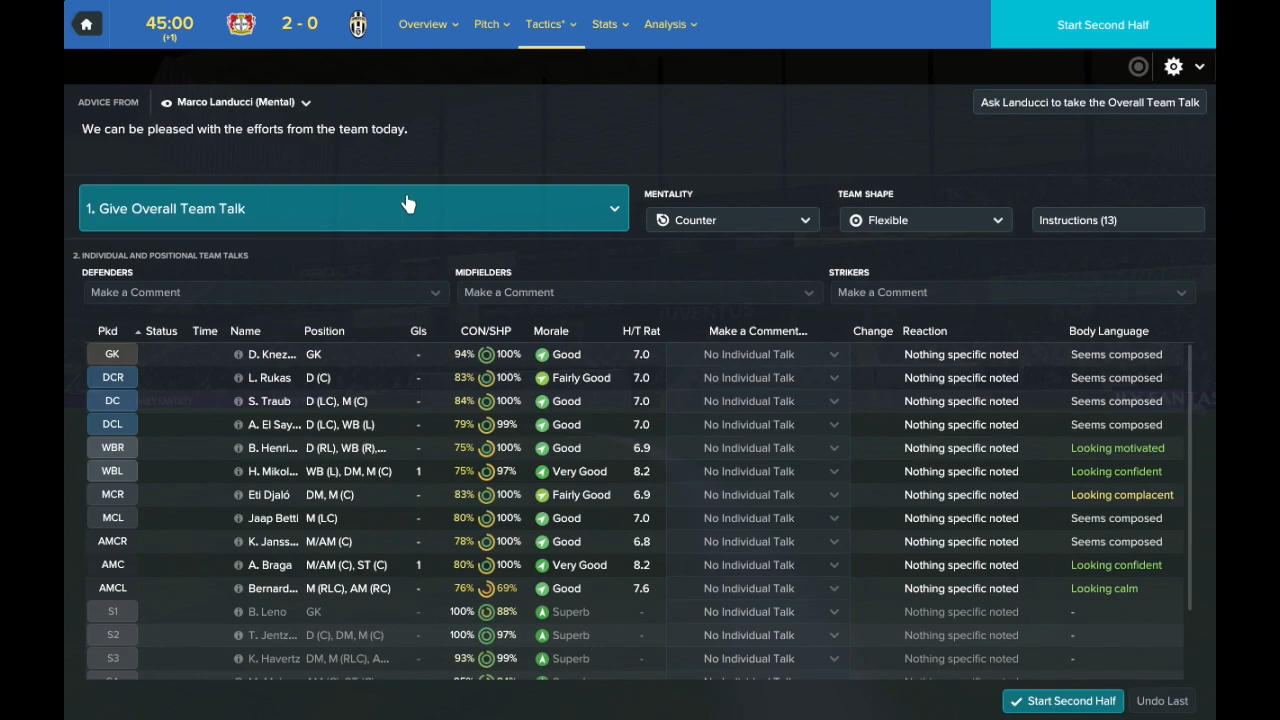 45:00
(+1)
2 - 0
Overview
Pitch
Tactics*
Stats
Analysis
Start Second Half
ADVICE FROM
Marco Landucci (Mental)
Ask Landucci to take the Overall Team Talk
We can be pleased with the efforts from the team today.
1. Give Overall Team Talk
MENTALITY
Counter
TEAM SHAPE
Flexible
Instructions (13)
2. INDIVIDUAL AND POSITIONAL TEAM TALKS
DEFENDERS MIDFIELDERS STRIKERS
Make a Comment Make a Comment Make a Comment
Pkd Status Time Name Position Gls CON/SHP Morale H/T Rat Make a Comment... Change Reaction Body Language
GK D. Knez... GK - 94% 100% Good 7.0 No Individual Talk Nothing specific noted Seems composed
DCR L. Rukas D (C) - 83% 100% Fairly Good 7.0 No Individual Talk Nothing specific noted Seems composed
DC S. Traub D (LC), M (C) - 84% 100% Good 7.0 No Individual Talk Nothing specific noted Seems composed
DCL A. El Say... D (LC), WB (L) - 79% 99% Good 7.0 No Individual Talk Nothing specific noted Seems composed
WBR B. Henri... D (RL), WB (R),... - 75% 100% Good 6.9 No Individual Talk Nothing specific noted Looking motivated
WBL H. Mikol... WB (L), DM, M (C) 1 75% 97% Very Good 8.2 No Individual Talk Nothing specific noted Looking confident
MCR Eti Djaló DM, M (C) - 83% 100% Fairly Good 6.9 No Individual Talk Nothing specific noted Looking complacent
MCL Jaap Betti M (LC) - 80% 100% Good 7.0 No Individual Talk Nothing specific noted Seems composed
AMCR K. Janss... M/AM (C) - 78% 100% Good 6.8 No Individual Talk Nothing specific noted Seems composed
AMC A. Braga M/AM (C), ST (C) 1 80% 100% Very Good 8.2 No Individual Talk Nothing specific noted Looking confident
AMCL Bernard... M (RLC), AM (RC) - 76% 69% Good 7.6 No Individual Talk Nothing specific noted Looking calm
S1 B. Leno GK - 100% 88% Superb - No Individual Talk Nothing specific noted -
S2 T. Jentz... D (C), DM, M (C) - 100% 97% Superb - No Individual Talk Nothing specific noted -
S3 K. Havertz DM, M (RLC), A... - 93% 99% Superb - No Individual Talk Nothing specific noted -
Start Second Half
Undo Last